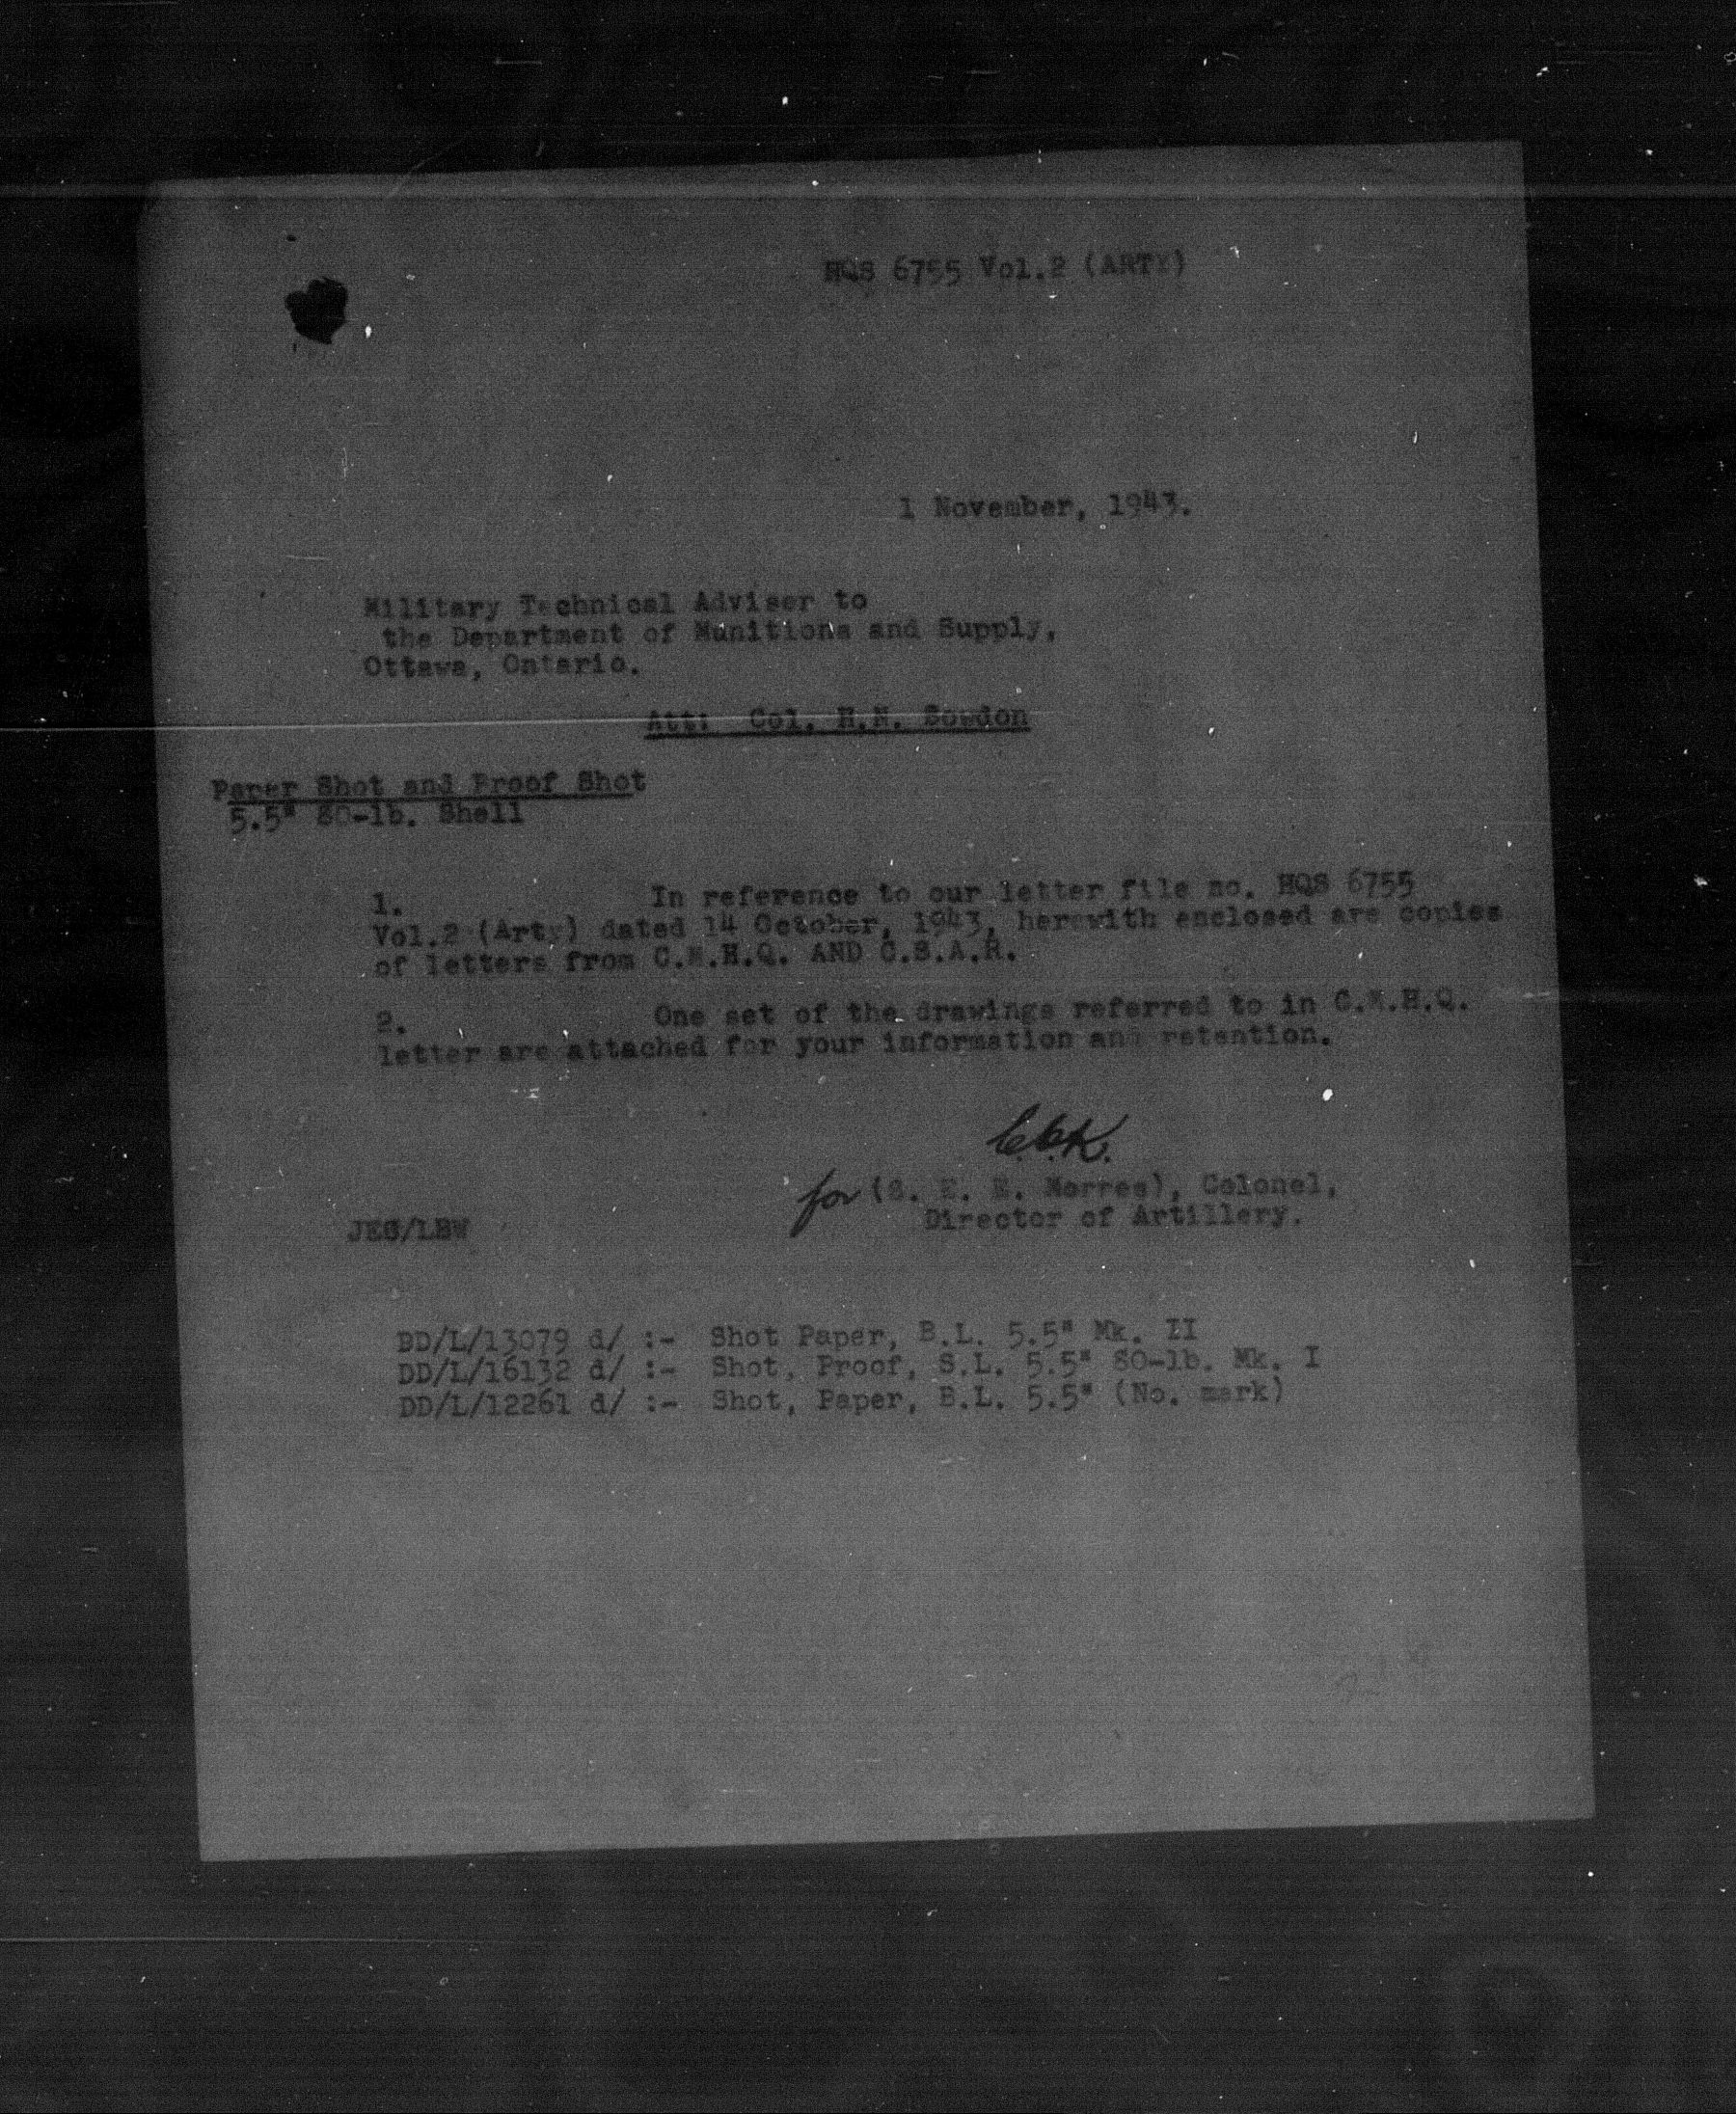 HQS 6755 Vol.2 (ARTY)
1 November, 1943.
Military Technical Adviser to
the Department of Munitions and Supply,
Ottawa, Ontario.
Att: Col. H.N. Sowdon
Paper Shot and Proof Shot
5.5" 80-lb. Shell
1. In reference to our letter file no. HQS 6755
Vol.2 (Arty) dated 14 October, 1943, herewith enclosed are copies
of letters from C.M.H.Q. AND C.S.A.R.
2. One set of the drawings referred to in C.M.H.Q.
letter are attached for your information and retention.
for ( E. Morres), Colonel,
Director of Artillery.
JEG/LBW
BD/L/13079 d/ :- Shot Paper, B.L. 5.5" Mk. II
DD/L/16132 d/ :- Shot, Proof, S.L. 5.5" 80-lb. Mk. I
DD/L/12261 d/ :- Shot, Paper, B.L. 5.5" (No. mark)